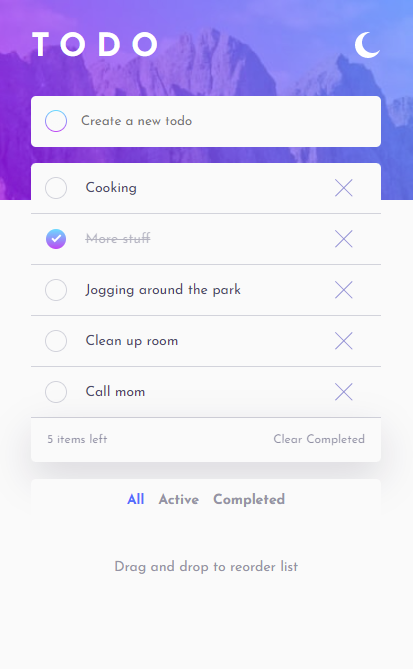 TODO
Create a new todo
Cooking
More stuff
Jogging around the park
Clean up room
Call mom
5 items left Clear Completed
All Active Completed
Drag and drop to reorder list